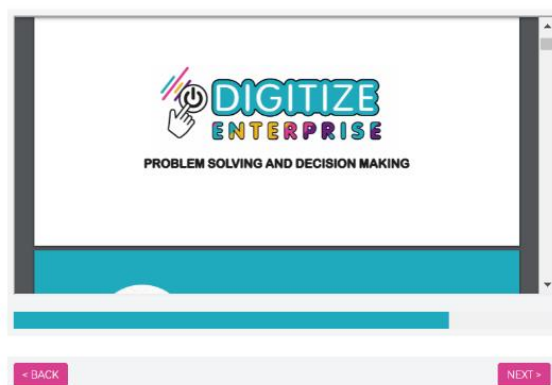 DIGITIZE
ENTERPRISE
PROBLEM SOLVING AND DECISION MAKING
< BACK
NEXT >